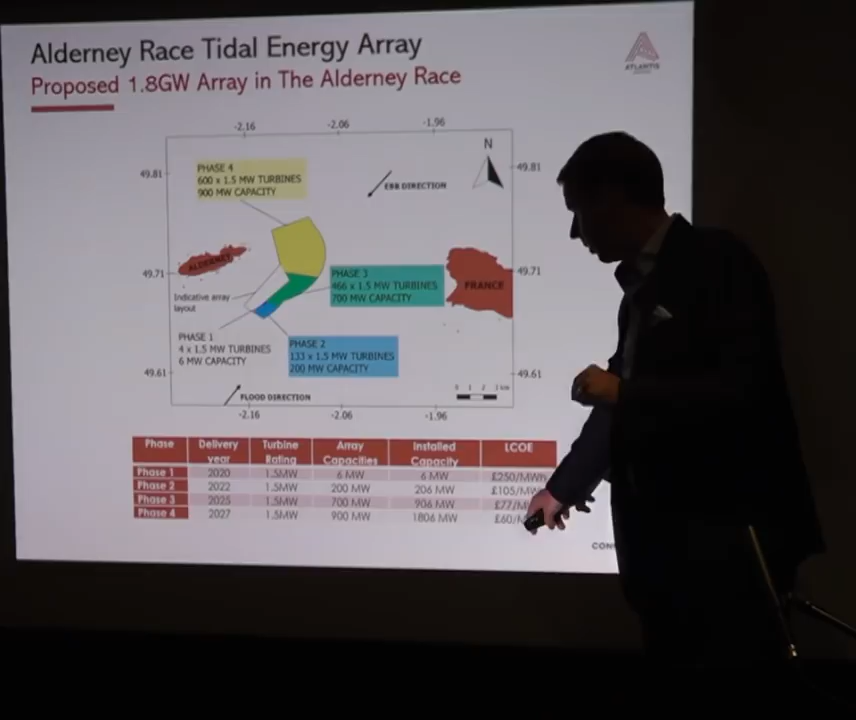 Alderney Race Tidal Energy Array
Proposed 1.8GW Array in The Alderney Race
ATLANTIS
-2.16 -2.06 -1.96
N
49.81 49.81
PHASE 4
600 x 1.5 MW TURBINES
900 MW CAPACITY
EBB DIRECTION
ALDERNEY
49.71 49.71
PHASE 3
466 x 1.5 MW TURBINES
700 MW CAPACITY
FRANCE
Indicative array
layout
PHASE 1
4 x 1.5 MW TURBINES
6 MW CAPACITY
PHASE 2
133 x 1.5 MW TURBINES
200 MW CAPACITY
49.61 49.61
FLOOD DIRECTION
0 1 2 3 km
-2.16 -2.06 -1.96
Phase Delivery year Turbine Rating Array Capacities Installed Capacity LCOE
Phase 1 2020 1.5MW 6 MW 6 MW £250/MWh
Phase 2 2022 1.5MW 200 MW 206 MW £105/MW
Phase 3 2025 1.5MW 700 MW 906 MW £77/M
Phase 4 2027 1.5MW 900 MW 1806 MW £60/M
CON